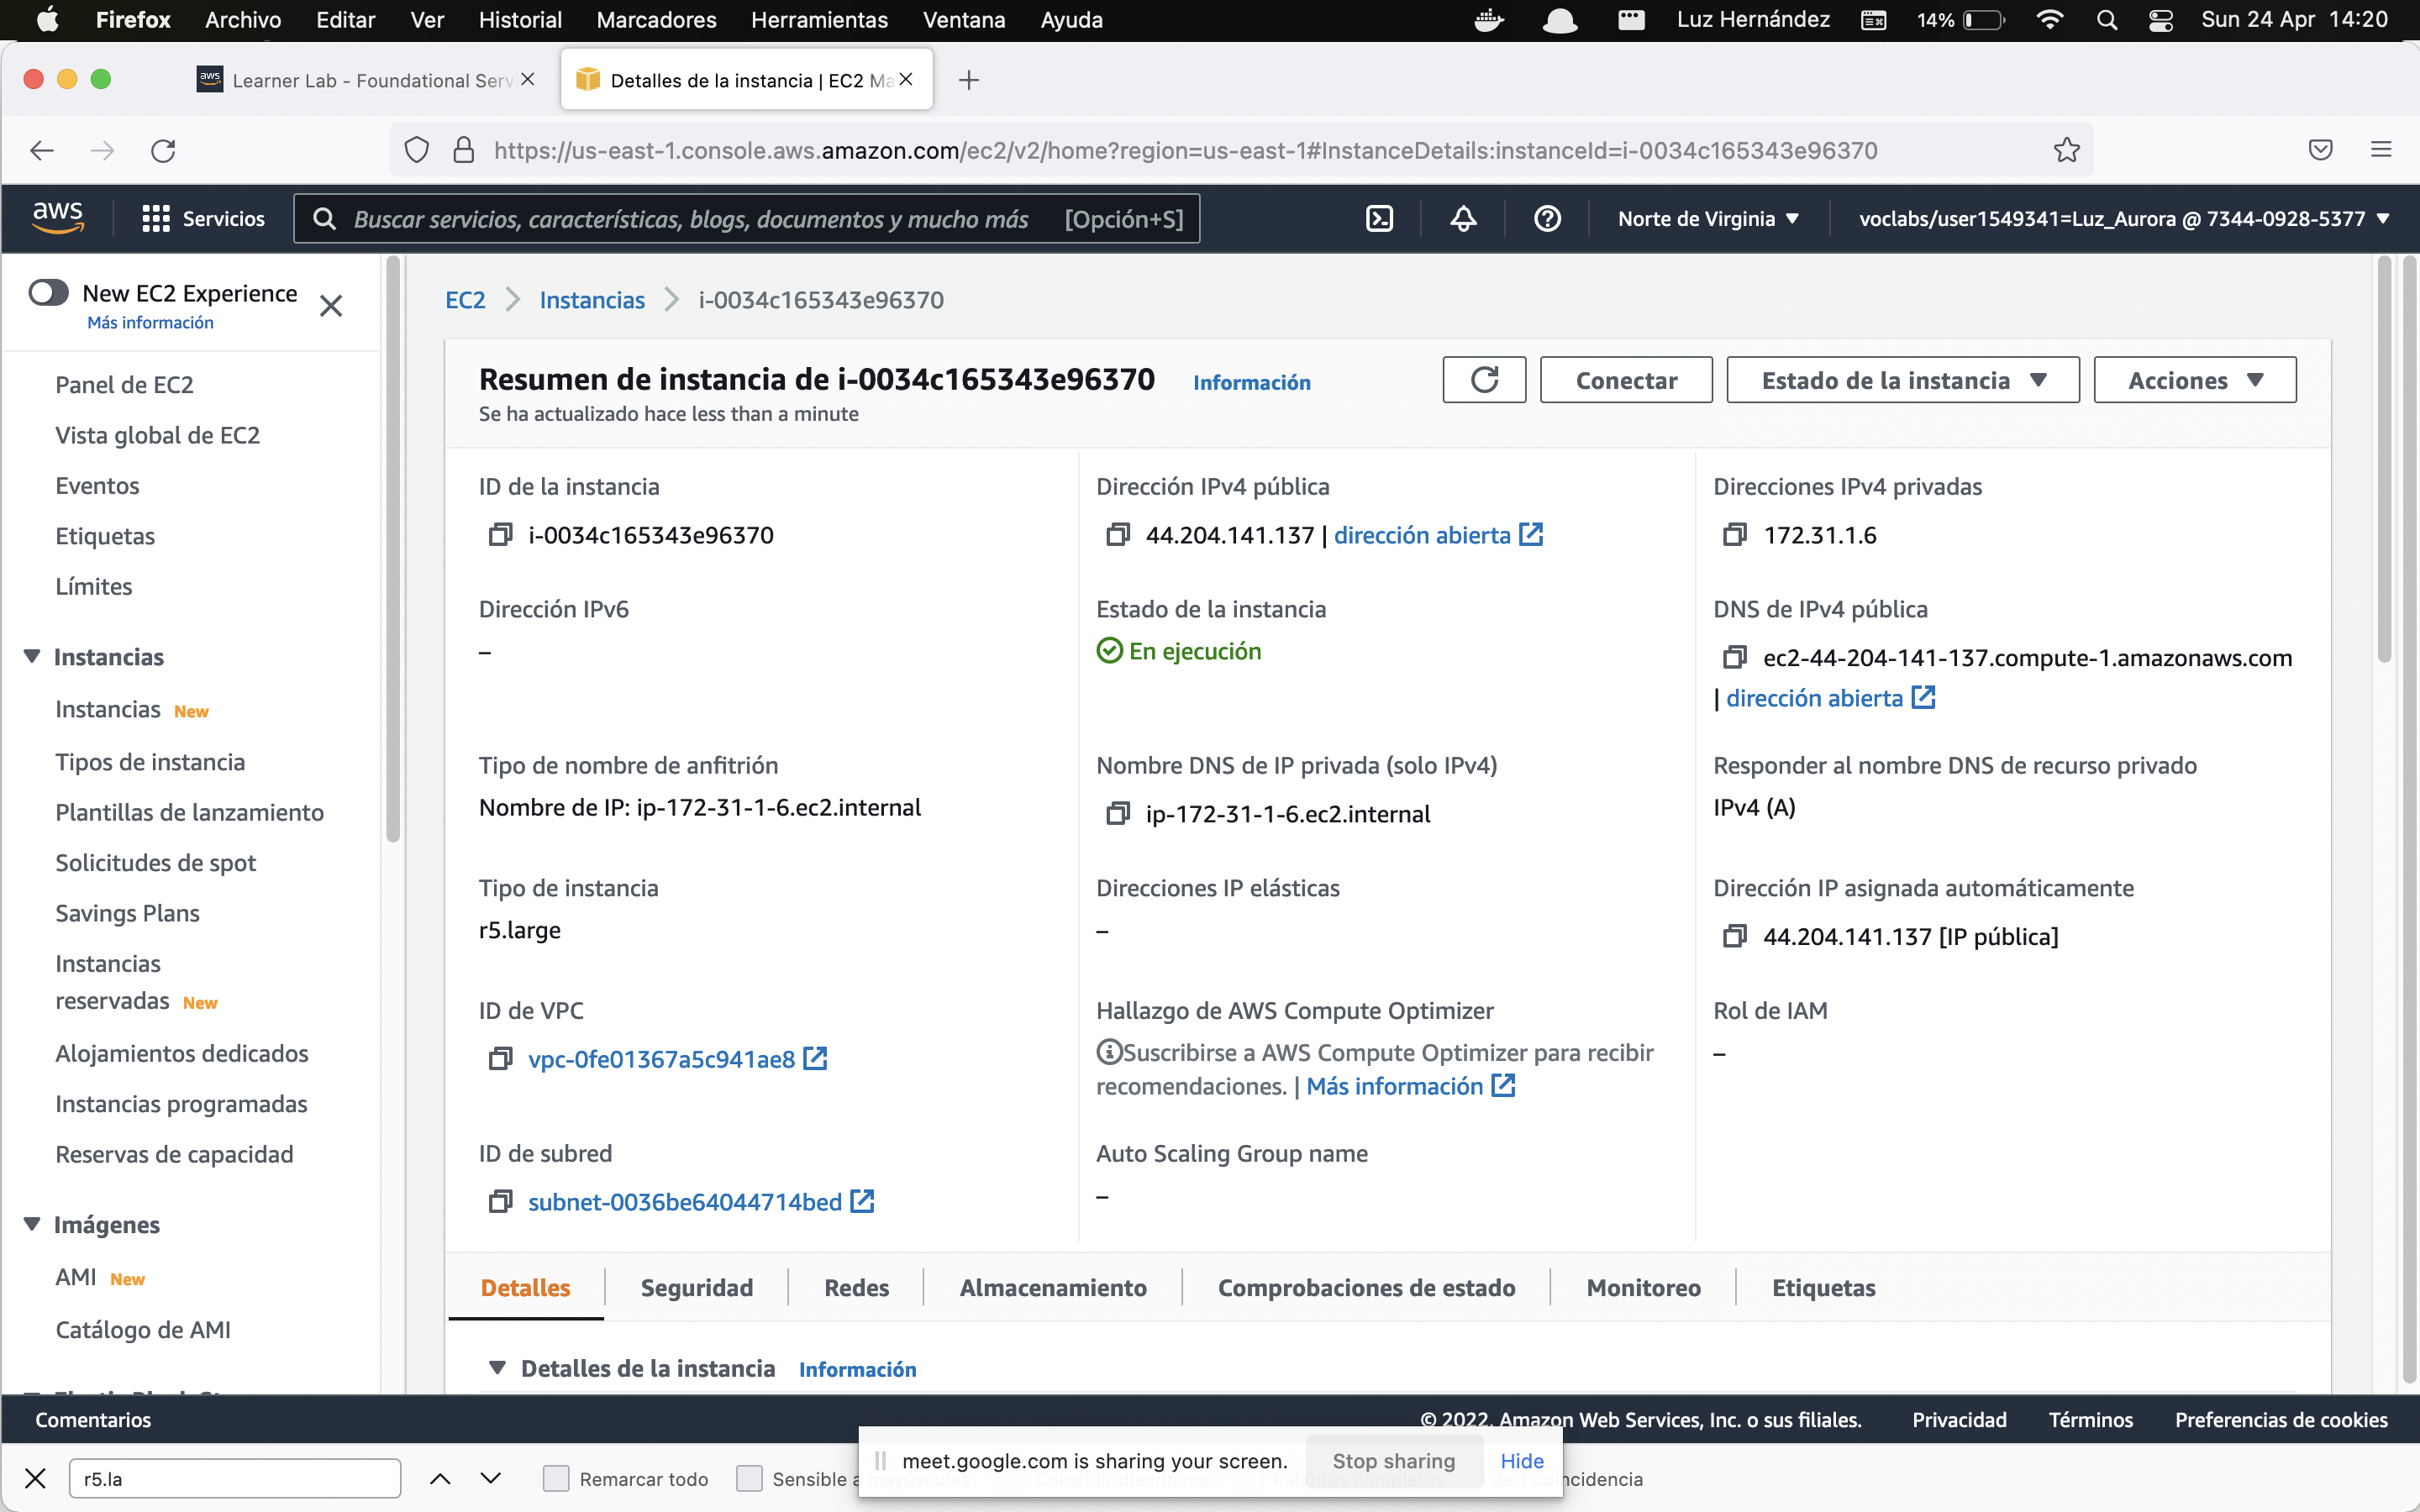 Firefox Archivo Editar Ver Historial Marcadores Herramientas Ventana Ayuda Luz Hernández 14% Sun 24 Apr 14:20
aws Learner Lab - Foundational Serv Detalles de la instancia | EC2 Ma
https://us-east-1.console.aws.amazon.com/ec2/v2/home?region=us-east-1#InstanceDetails:instanceId=i-0034c165343e96370
aws Servicios Buscar servicios, características, blogs, documentos y mucho más [Opción+S] Norte de Virginia voclabs/user1549341=Luz_Aurora @ 7344-0928-5377
New EC2 Experience
Más información
Panel de EC2
Vista global de EC2
Eventos
Etiquetas
Límites
Instancias
Instancias New
Tipos de instancia
Plantillas de lanzamiento
Solicitudes de spot
Savings Plans
Instancias
reservadas New
Alojamientos dedicados
Instancias programadas
Reservas de capacidad
Imágenes
AMI New
Catálogo de AMI
EC2 Instancias i-0034c165343e96370
Resumen de instancia de i-0034c165343e96370 Información
Se ha actualizado hace less than a minute
Conectar Estado de la instancia Acciones
ID de la instancia
i-0034c165343e96370
Dirección IPv4 pública
44.204.141.137 | dirección abierta
Direcciones IPv4 privadas
172.31.1.6
Dirección IPv6
–
Estado de la instancia
En ejecución
DNS de IPv4 pública
ec2-44-204-141-137.compute-1.amazonaws.com
| dirección abierta
Tipo de nombre de anfitrión
Nombre de IP: ip-172-31-1-6.ec2.internal
Nombre DNS de IP privada (solo IPv4)
ip-172-31-1-6.ec2.internal
Responder al nombre DNS de recurso privado
IPv4 (A)
Tipo de instancia
r5.large
Direcciones IP elásticas
–
Dirección IP asignada automáticamente
44.204.141.137 [IP pública]
ID de VPC
vpc-0fe01367a5c941ae8
Hallazgo de AWS Compute Optimizer
Suscribirse a AWS Compute Optimizer para recibir
recomendaciones. | Más información
Rol de IAM
–
ID de subred
subnet-0036be64044714bed
Auto Scaling Group name
–
Detalles Seguridad Redes Almacenamiento Comprobaciones de estado Monitoreo Etiquetas
Detalles de la instancia Información
Comentarios © 2022, Amazon Web Services, Inc. o sus filiales. Privacidad Términos Preferencias de cookies
meet.google.com is sharing your screen. Stop sharing Hide
r5.la Remarcar todo Sensible a